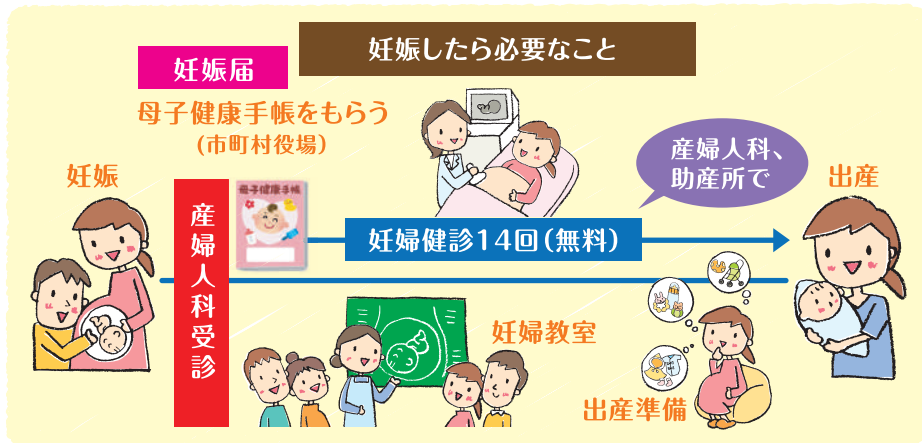 妊娠したら必要なこと
妊娠届
母子健康手帳をもらう
(市町村役場)
妊娠
産婦人科受診
母子健康手帳
妊婦健診14回(無料)
産婦人科、
助産所で
出産
妊婦教室
出産準備